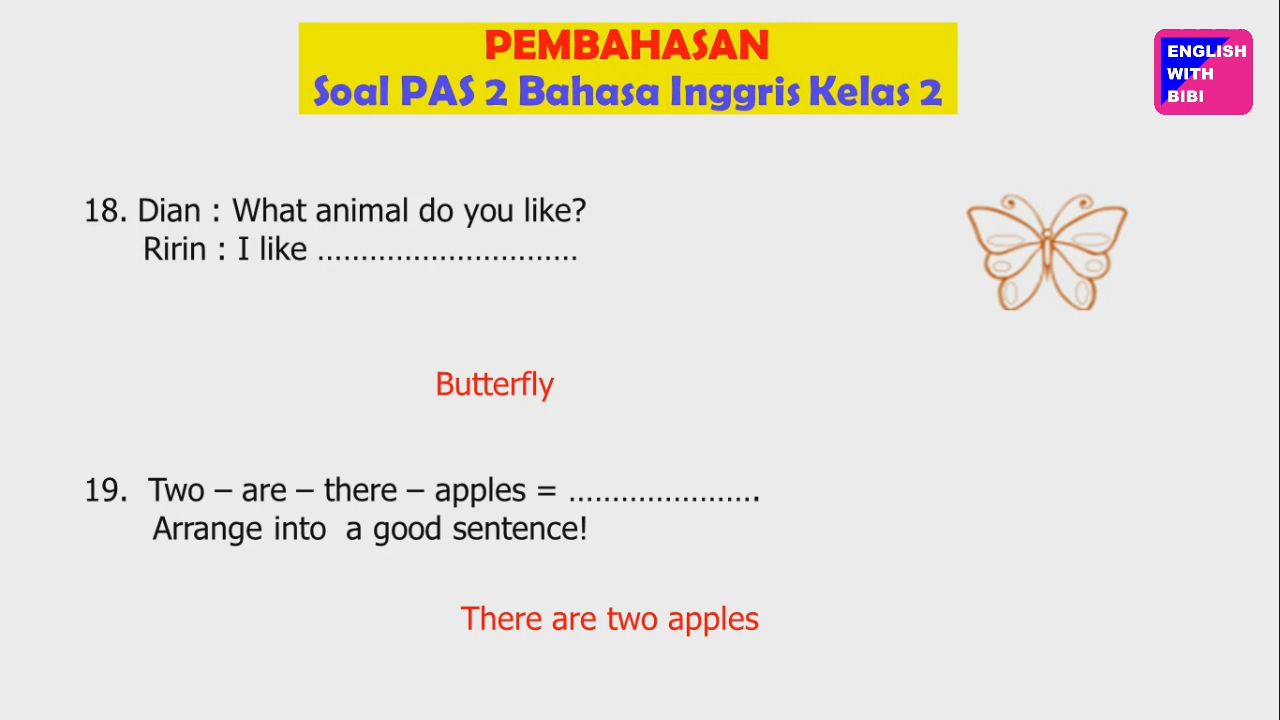 PEMBAHASAN
Soal PAS 2 Bahasa Inggris Kelas 2
ENGLISH
WITH
BIBI
18. Dian : What animal do you like?
Ririn : I like ..............................
Butterfly
19. Two – are – there – apples = ......................
Arrange into a good sentence!
There are two apples